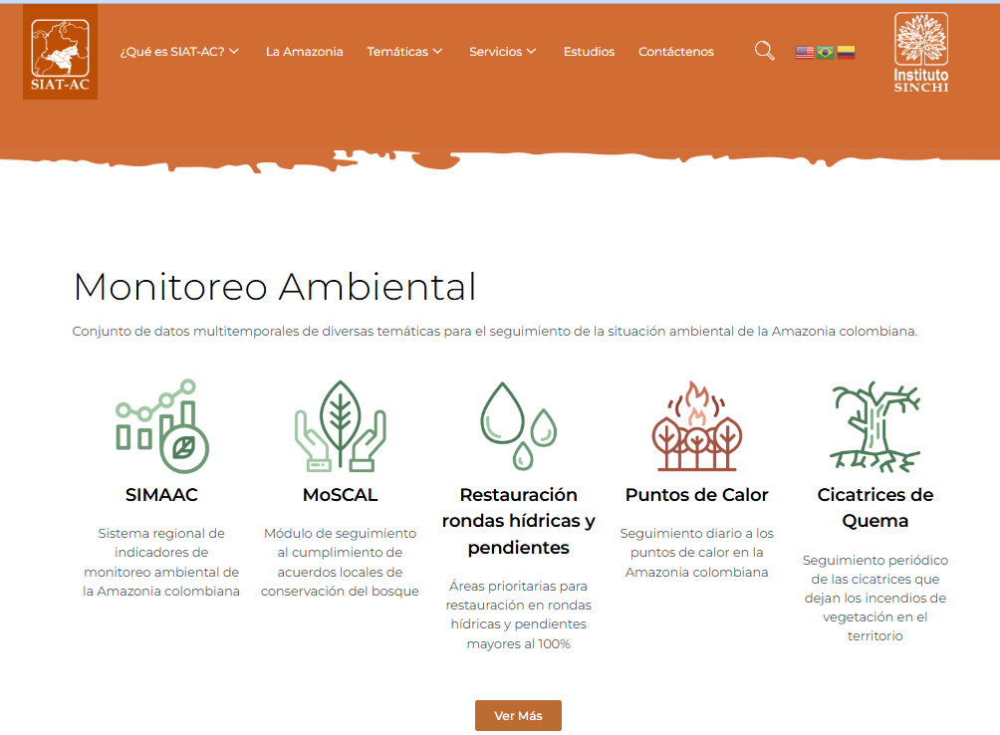 SIAT-AC
¿Qué es SIAT-AC?
La Amazonia
Temáticas
Servicios
Estudios
Contáctenos
Instituto
SINCHI
Monitoreo Ambiental
Conjunto de datos multitemporales de diversas temáticas para el seguimiento de la situación ambiental de la Amazonia colombiana.
SIMAAC
Sistema regional de
indicadores de
monitoreo ambiental de
la Amazonia colombiana
MoSCAL
Módulo de seguimiento
al cumplimiento de
acuerdos locales de
conservación del bosque
Restauración
rondas hídricas y
pendientes
Áreas prioritarias para
restauración en rondas
hídricas y pendientes
mayores al 100%
Puntos de Calor
Seguimiento diario a los
puntos de calor en la
Amazonia colombiana
Cicatrices de
Quema
Seguimiento periódico
de las cicatrices que
dejan los incendios de
vegetación en el
territorio
Ver Más